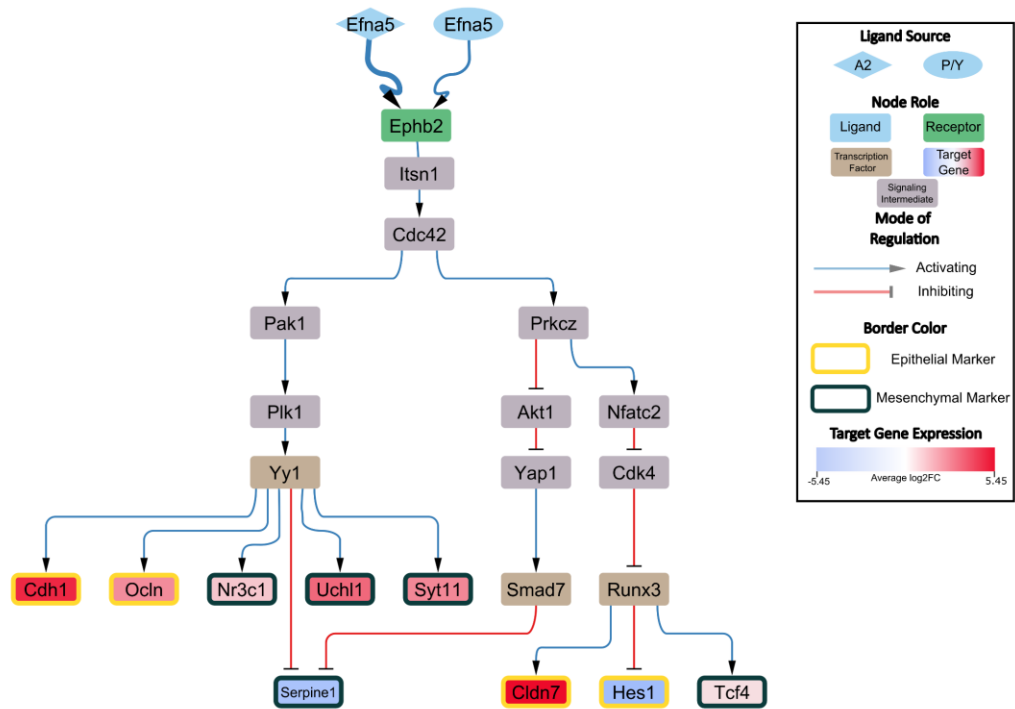 Efna5
Efna5
Ephb2
Itsn1
Cdc42
Pak1
Prkcz
Plk1
Akt1
Nfatc2
Yy1
Yap1
Cdk4
Cdh1
Ocln
Nr3c1
Uchl1
Syt11
Smad7
Runx3
Serpine1
Cldn7
Hes1
Tcf4
Ligand Source
A2
P/Y
Node Role
Ligand
Receptor
Transcription
Factor
Target
Gene
Signaling
Intermediate
Mode of
Regulation
Activating
Inhibiting
Border Color
Epithelial Marker
Mesenchymal Marker
Target Gene Expression
-5.45
Average log2FC
5.45